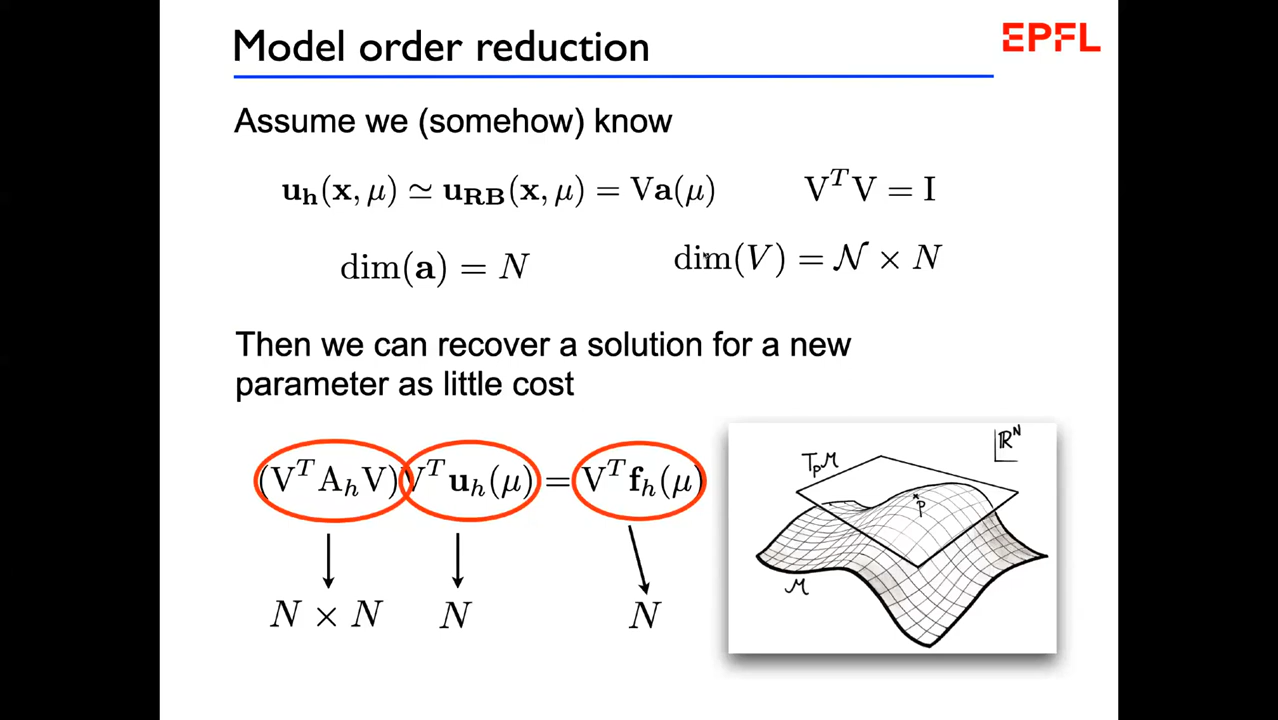 Model order reduction
EPFL
Assume we (somehow) know
u_h(x, μ) ≃ u_RB(x, μ) = Va(μ)    V^T V = I
dim(a) = N    dim(V) = 𝒩 × N
Then we can recover a solution for a new
parameter as little cost
(V^T A_h V) V^T u_h(μ) = V^T f_h(μ)
N × N    N    N
ℝ^N
T_pM
p
M